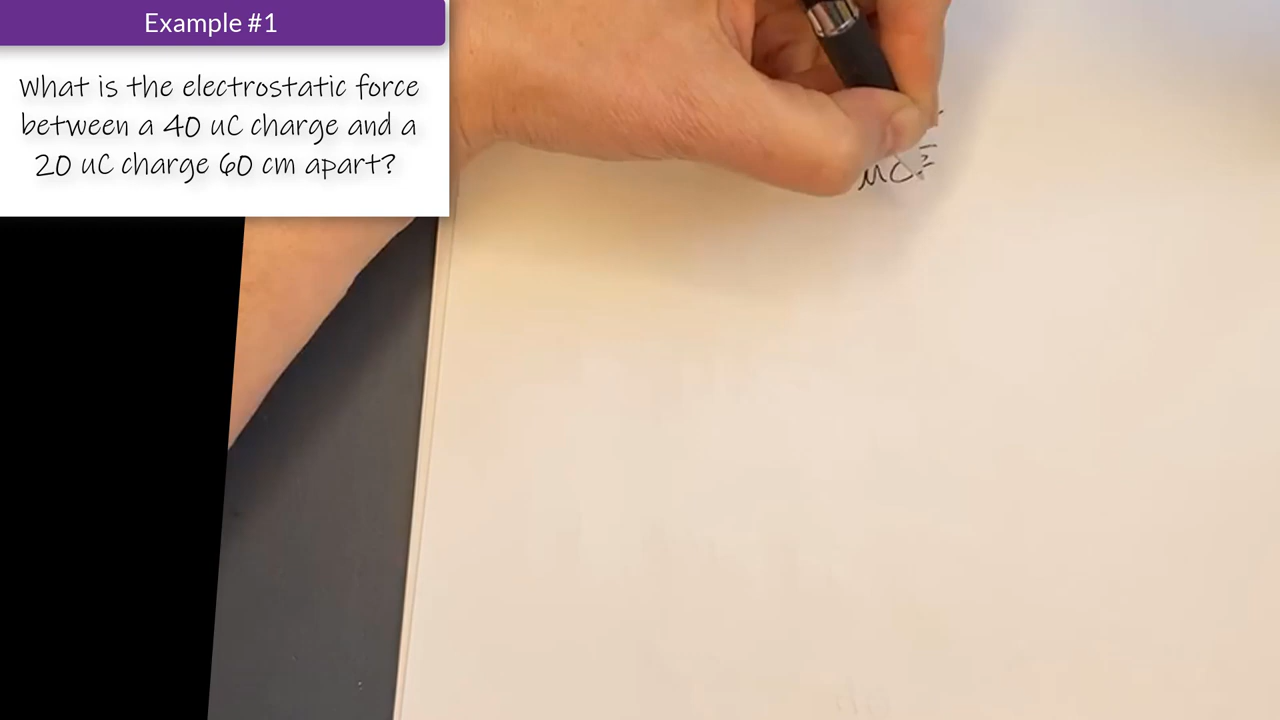 Example #1
What is the electrostatic force
between a 40 uC charge and a
20 uC charge 60 cm apart?